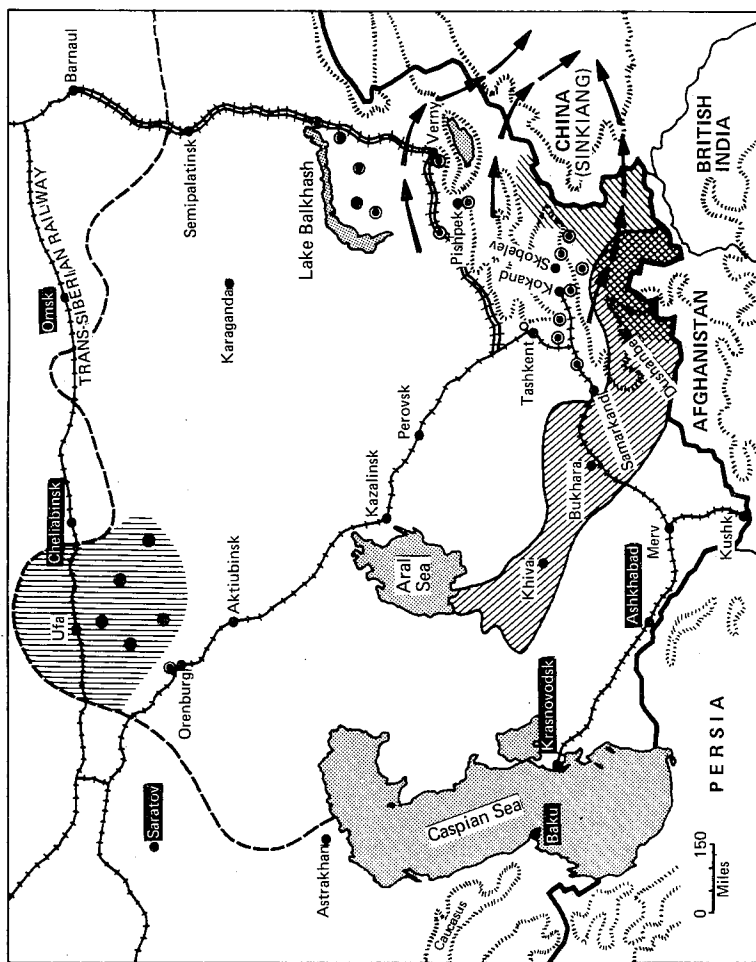 Barnaul
TRANS-SIBERIAN RAILWAY
Omsk
Semipalatinsk
Cheliabinsk
Ufa
Karaganda
Lake Balkhash
Verny
Pishpek
CHINA
(SINKIANG)
Saratov
Orenburg
Aktiubinsk
Kazalinsk
Perovsk
Tashkent
Kokand
Skobelev
BRITISH
INDIA
Astrakhan
Aral
Sea
Khiva
Bukhara
Samarkand
Dushanbe
AFGHANISTAN
Caspian Sea
Krasnovodsk
Baku
Ashkhabad
Merv
Kushk
Caucasus
PERSIA
0 150
Miles